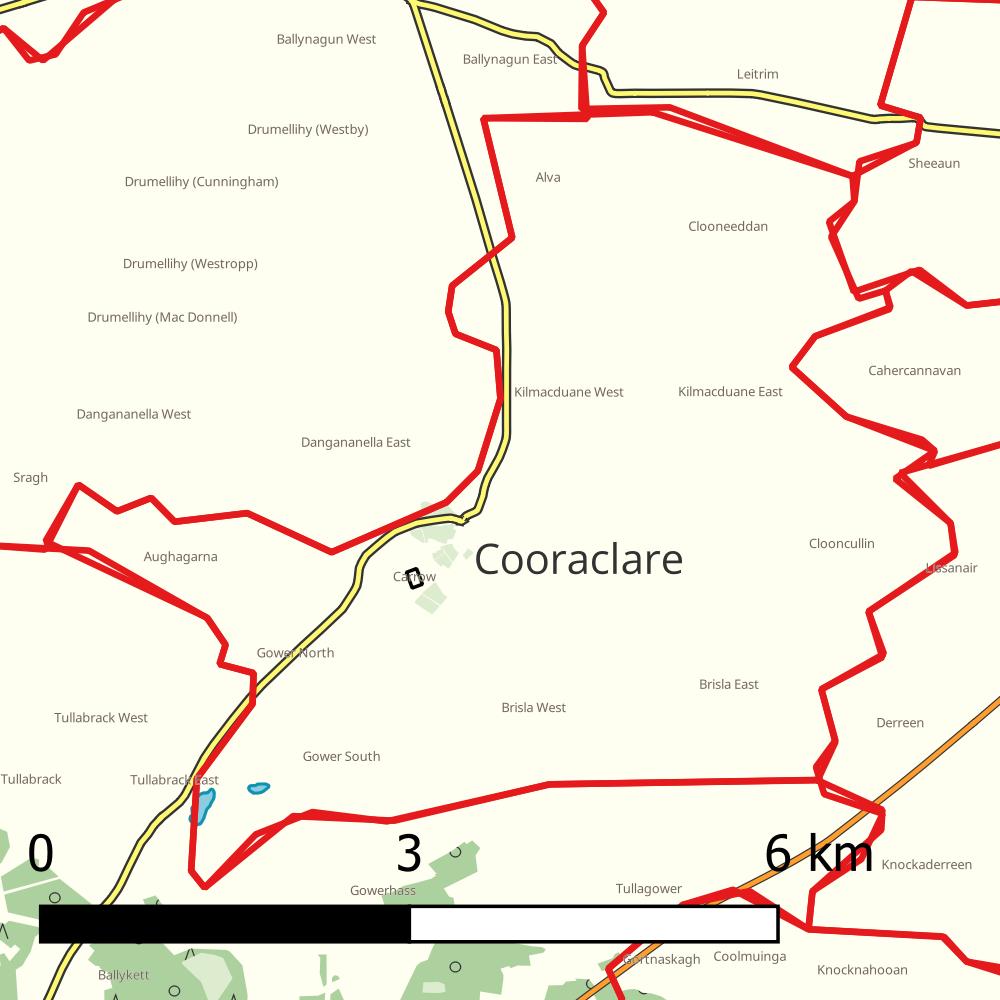 Ballynagun West
Ballynagun East
Leitrim
Drumellihy (Westby)
Sheeaun
Drumellihy (Cunningham)
Alva
Clooneeddan
Drumellihy (Westropp)
Drumellihy (Mac Donnell)
Cahercannavan
Kilmacduane West
Kilmacduane East
Dangananella West
Dangananella East
Sragh
Clooncullin
Aughagarna
Cooraclare
Lissanair
Carrow
Gower North
Brisla East
Brisla West
Tullabrack West
Derreen
Gower South
Tullabrack
Tullabrack East
0
3
6 km
Knockaderreen
Gowerhass
Tullagower
Coolmuinga
Gortnaskagh
Knocknahooan
Ballykett